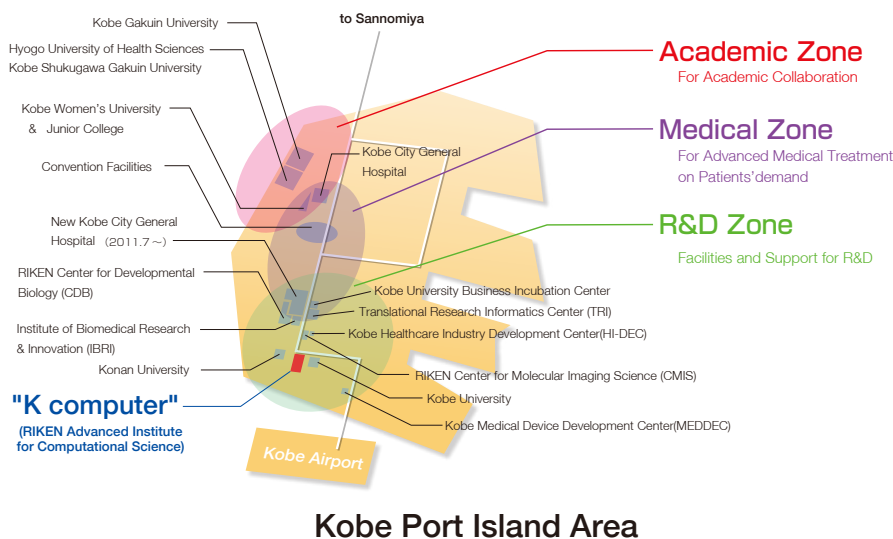 Kobe Gakuin University
to Sannomiya
Hyogo University of Health Sciences
Kobe Shukugawa Gakuin University
Academic Zone
For Academic Collaboration
Kobe Women's University
& Junior College
Medical Zone
For Advanced Medical Treatment
on Patients'demand
Convention Facilities
Kobe City General
Hospital
New Kobe City General
Hospital (2011.7～)
R&D Zone
Facilities and Support for R&D
RIKEN Center for Developmental
Biology (CDB)
Kobe University Business Incubation Center
Translational Research Informatics Center (TRI)
Institute of Biomedical Research
& Innovation (IBRI)
Kobe Healthcare Industry Development Center(HI-DEC)
Konan University
RIKEN Center for Molecular Imaging Science (CMIS)
"K computer"
(RIKEN Advanced Institute
for Computational Science)
Kobe University
Kobe Medical Device Development Center(MEDDEC)
Kobe Airport
Kobe Port Island Area